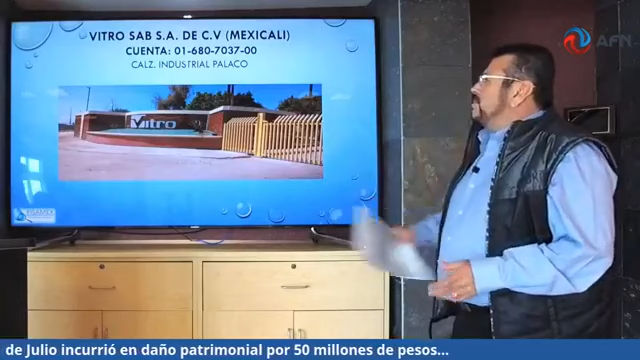 VITRO SAB S.A. DE C.V (MEXICALI)
CUENTA: 01-680-7037-00
CALZ. INDUSTRIAL PALACO
Vitro
AFN
de Julio incurrió en daño patrimonial por 50 millones de pesos...